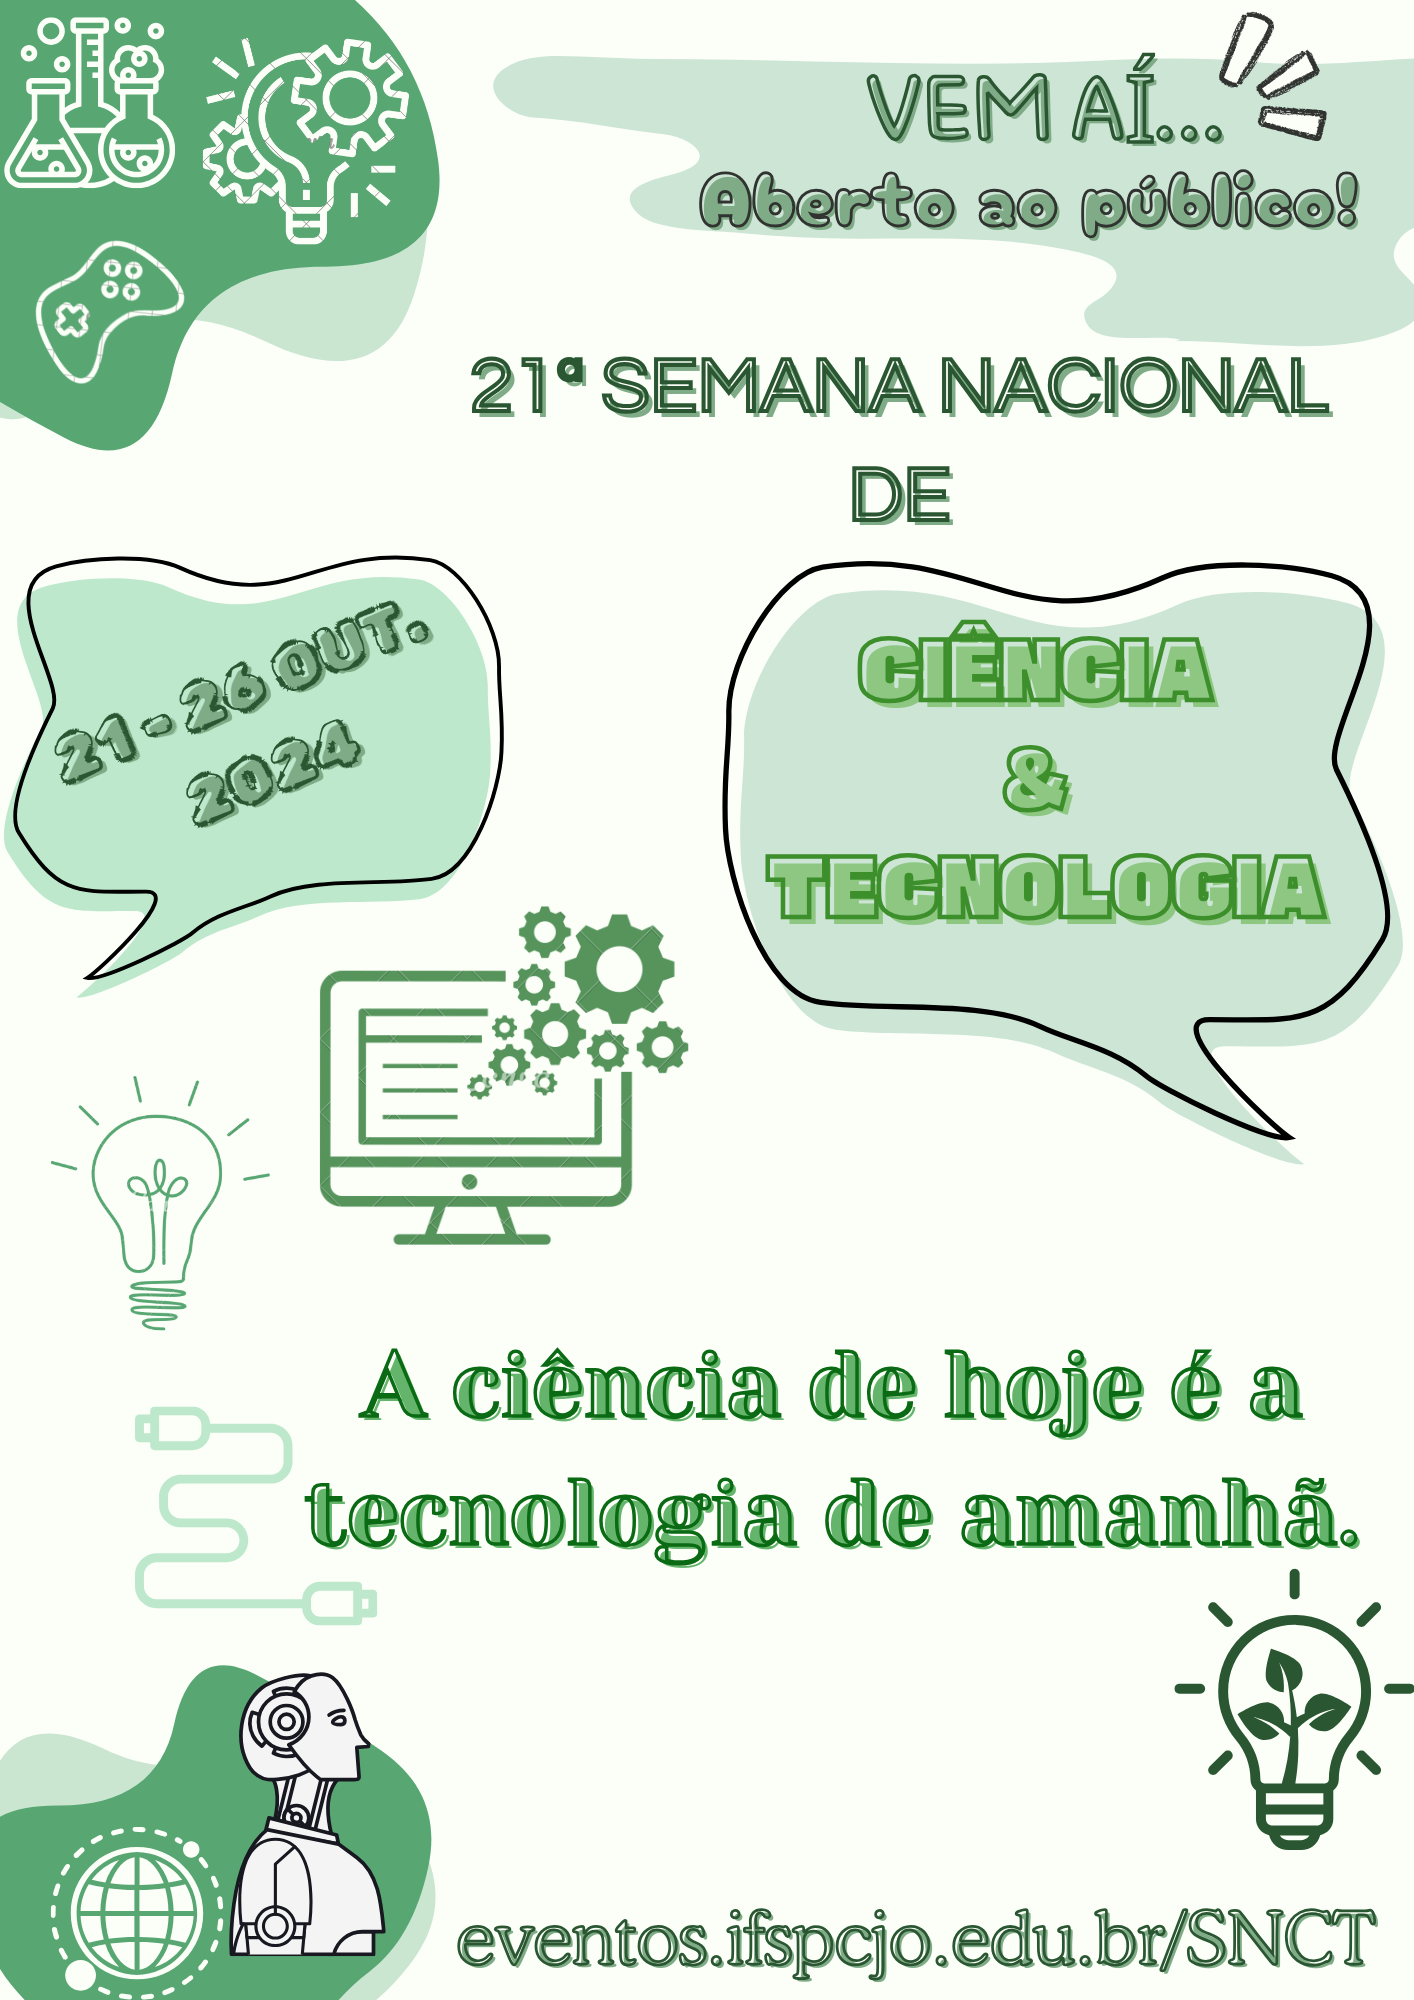 VEM AÍ...
Aberto ao público!
21ª SEMANA NACIONAL
DE
CIÊNCIA
&
TECNOLOGIA
21 - 26 OUT.
2024
A ciência de hoje é a
tecnologia de amanhã.
eventos.ifspcjo.edu.br/SNCT